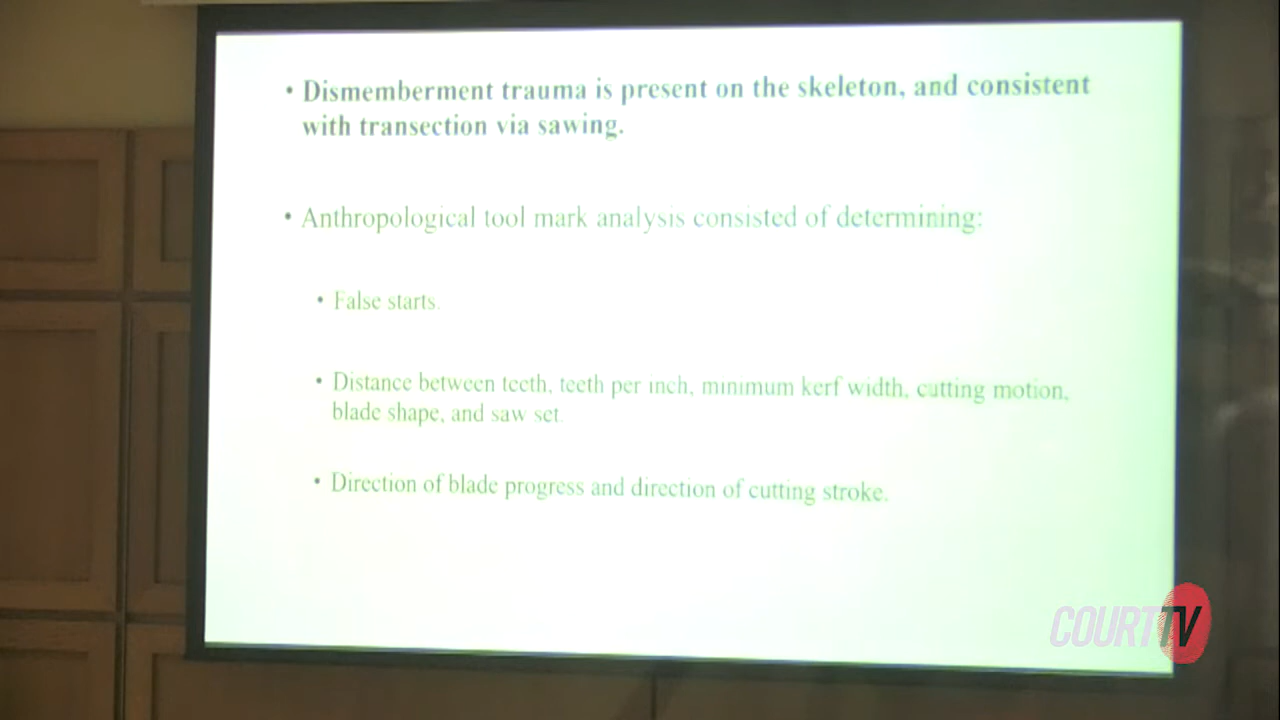 • Dismemberment trauma is present on the skeleton, and consistent
with transection via sawing.
• Anthropological tool mark analysis consisted of determining:
• False starts.
• Distance between teeth, teeth per inch, minimum kerf width, cutting motion,
blade shape, and saw set.
• Direction of blade progress and direction of cutting stroke.
COURT TV